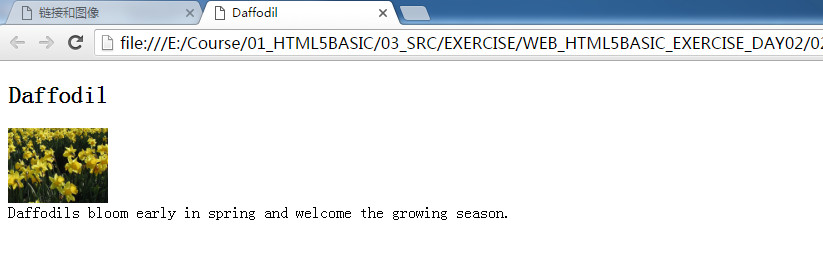 链接和图像
Daffodil
file:///E:/Course/01_HTML5BASIC/03_SRC/EXERCISE/WEB_HTML5BASIC_EXERCISE_DAY02/02
Daffodil
Daffodils bloom early in spring and welcome the growing season.